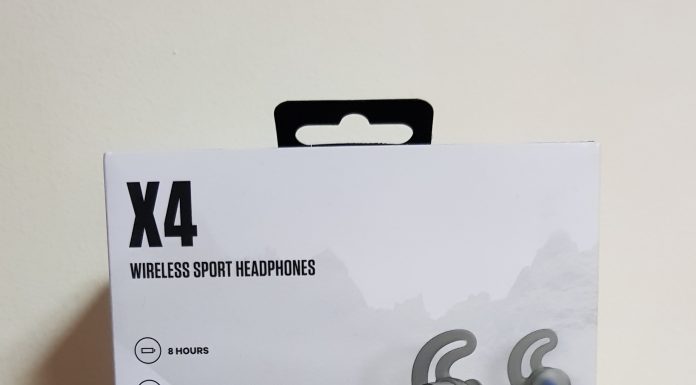 X4
WIRELESS SPORT HEADPHONES
8 HOURS